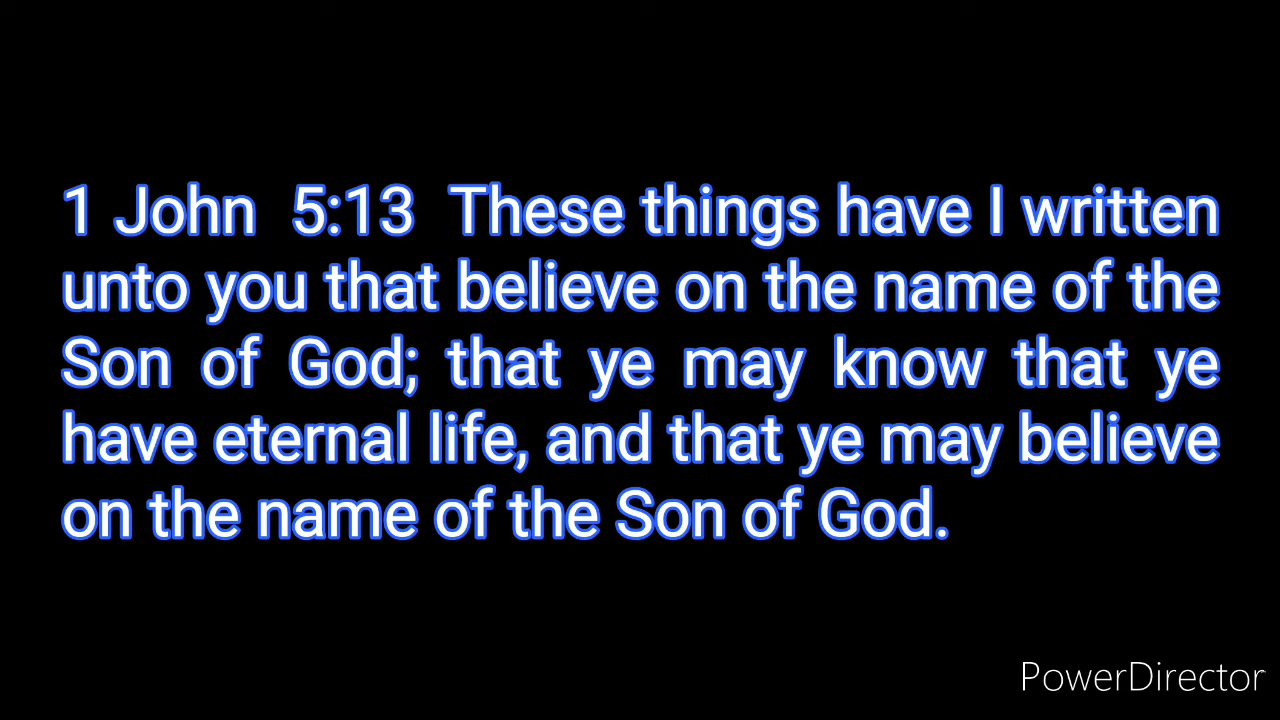 1 John 5:13 These things have I written
unto you that believe on the name of the
Son of God; that ye may know that ye
have eternal life, and that ye may believe
on the name of the Son of God.
PowerDirector